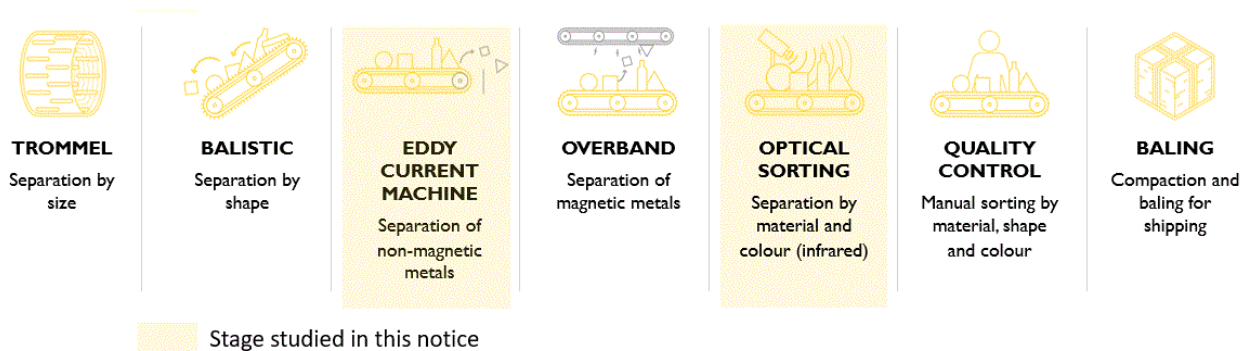 TROMMEL
Separation by
size
BALISTIC
Separation by
shape
EDDY
CURRENT
MACHINE
Separation of
non-magnetic
metals
OVERBAND
Separation of
magnetic metals
OPTICAL
SORTING
Separation by
material and
colour (infrared)
QUALITY
CONTROL
Manual sorting by
material, shape
and colour
BALING
Compaction and
baling for
shipping
Stage studied in this notice